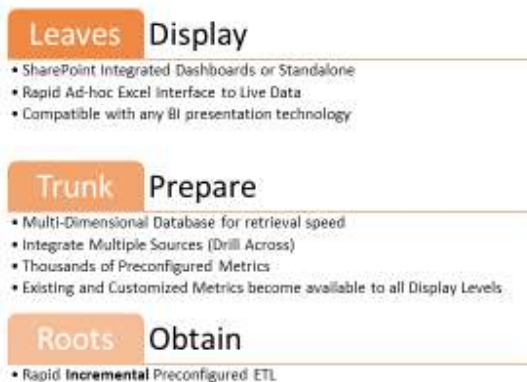 Leaves Display
• SharePoint Integrated Dashboards or Standalone
• Rapid Ad-hoc Excel Interface to Live Data
• Compatible with any BI presentation technology
Trunk Prepare
• Multi-Dimensional Database for retrieval speed
• Integrate Multiple Sources (Drill Across)
• Thousands of Preconfigured Metrics
• Existing and Customized Metrics become available to all Display Levels
Roots Obtain
• Rapid Incremental Preconfigured ETL